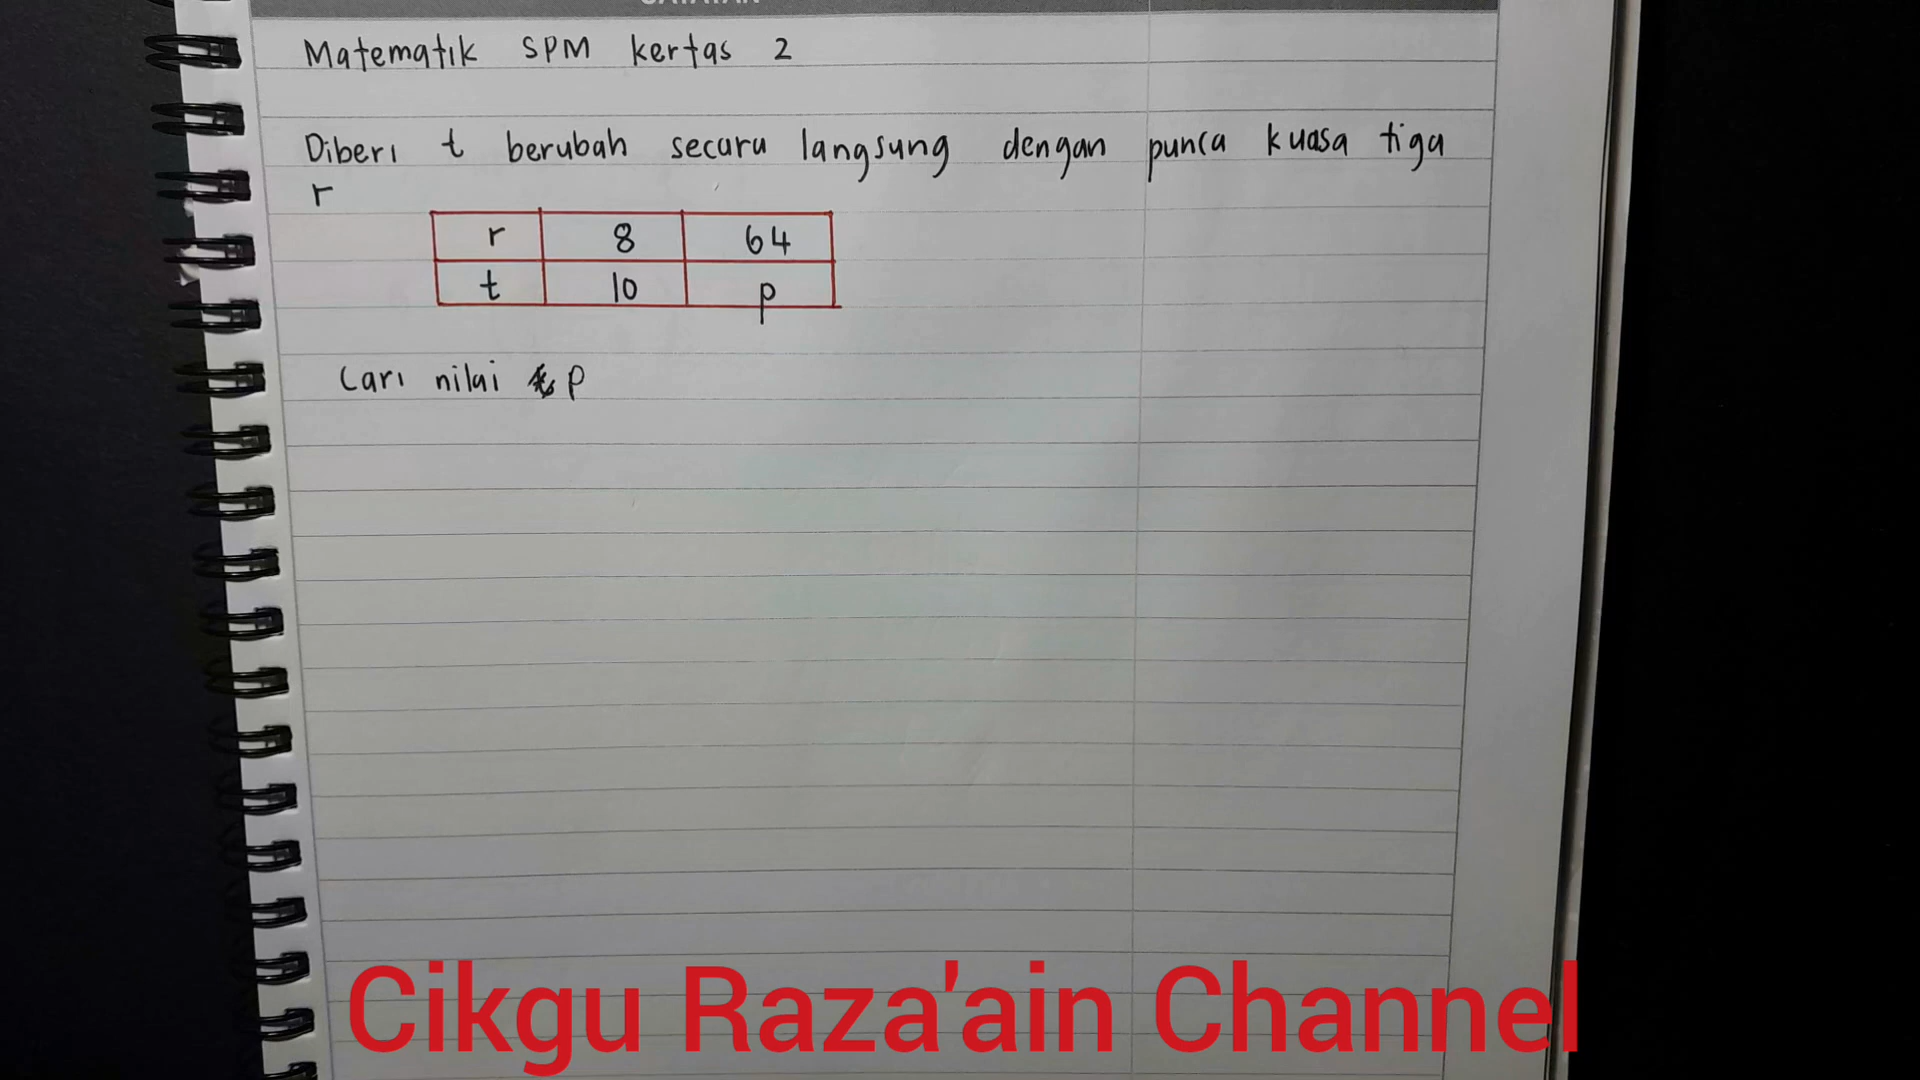 Matematik SPM kertas 2
Diberi t berubah secara langsung dengan punca kuasa tiga
r
r 8 64
t 10 p
Cari nilai p
Cikgu Raza'ain Channel